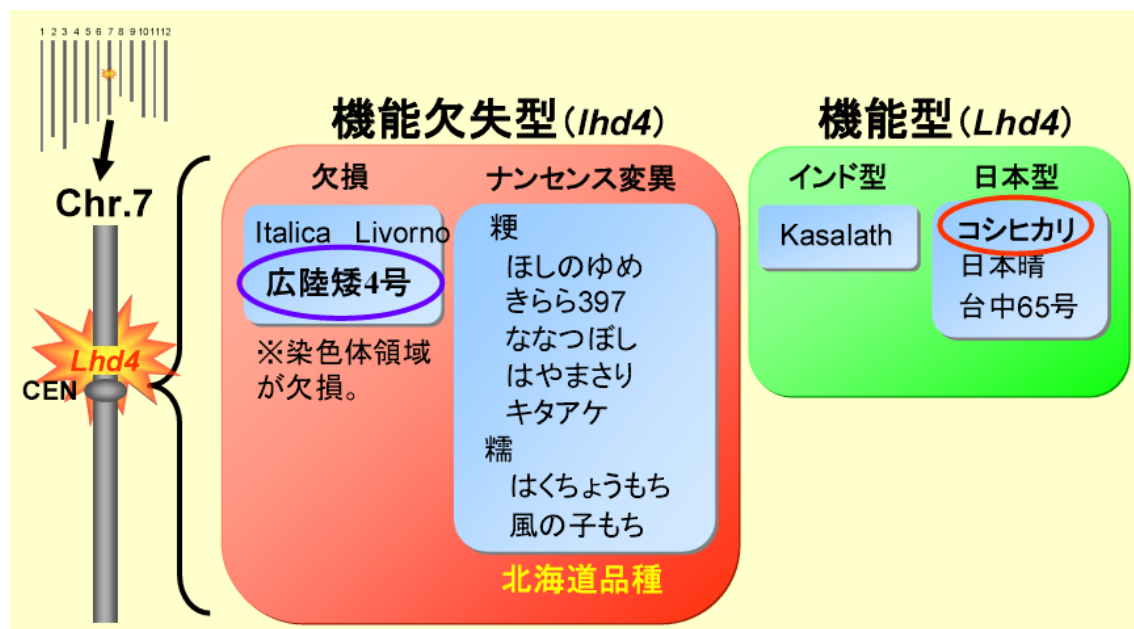 1 2 3 4 5 6 7 8 9 10 11 12
Chr.7
Lhd4
CEN
機能欠失型(lhd4)
欠損
Italica Livorno
広陸矮4号
※染色体領域
が欠損。
ナンセンス変異
粳
ほしのゆめ
きらら397
ななつぼし
はやまさり
キタアケ
糯
はくちょうもち
風の子もち
北海道品種
機能型(Lhd4)
インド型
Kasalath
日本型
コシヒカリ
日本晴
台中65号